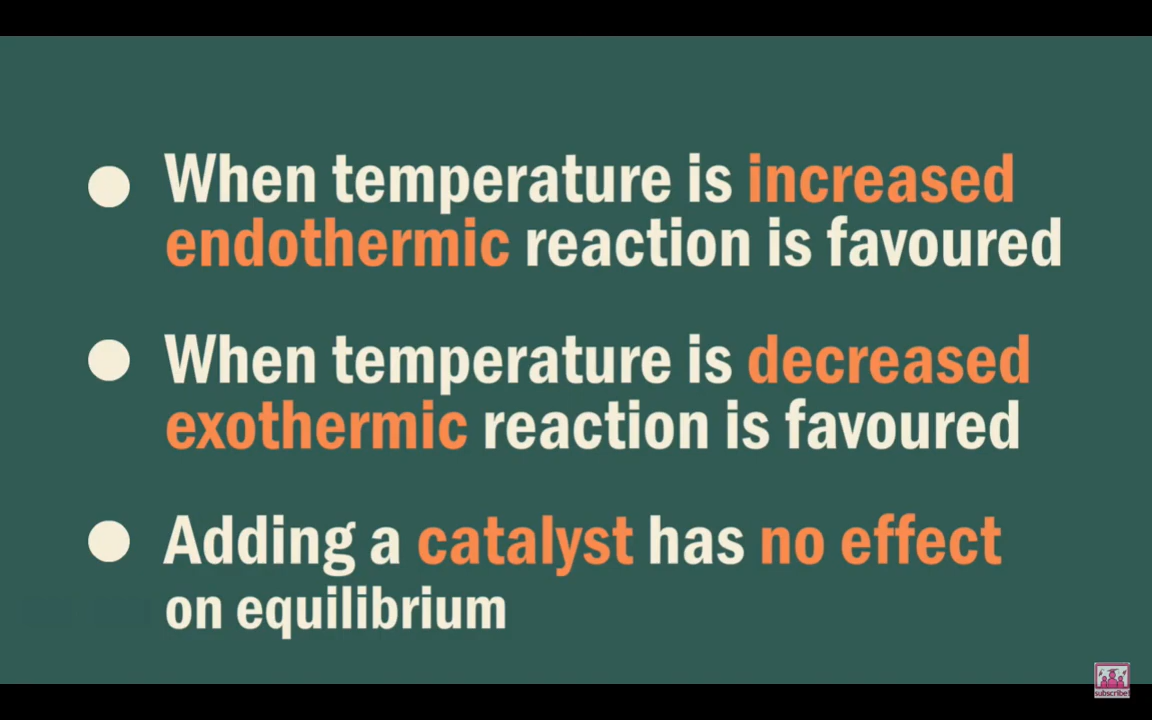 When temperature is increased
endothermic reaction is favoured
When temperature is decreased
exothermic reaction is favoured
Adding a catalyst has no effect
on equilibrium
subscribe!